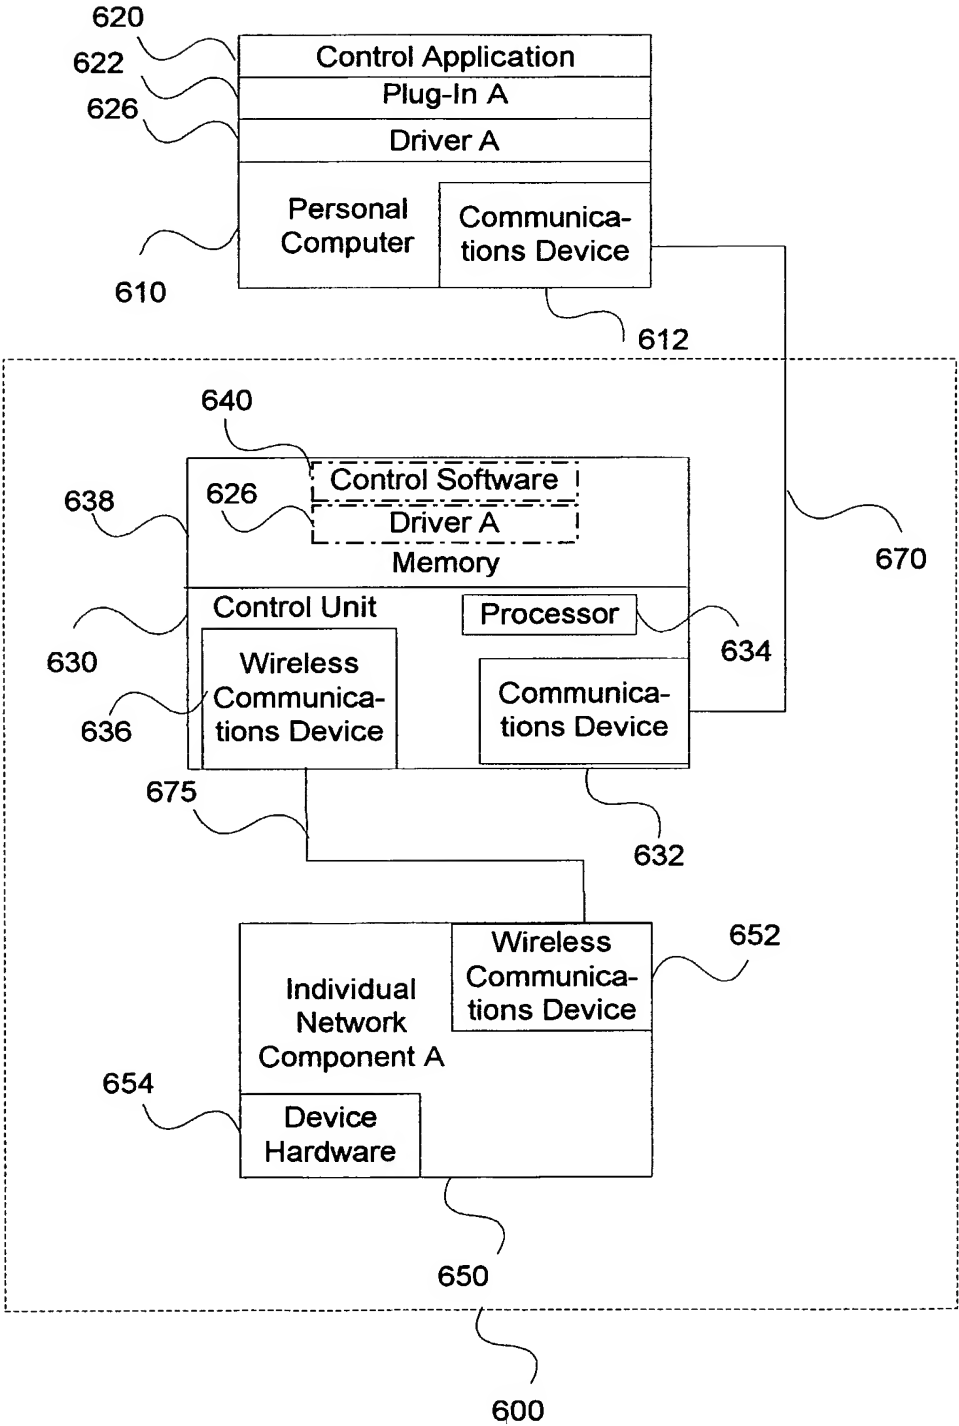 620
Control Application
622
Plug-In A
626
Driver A
Personal
Computer
Communica-
tions Device
610
612
640
Control Software
638
626
Driver A
Memory
670
Control Unit
Processor
630
634
Wireless
Communica-
tions Device
636
Communica-
tions Device
675
632
Wireless
Communica-
tions Device
652
Individual
Network
Component A
654
Device
Hardware
650
600